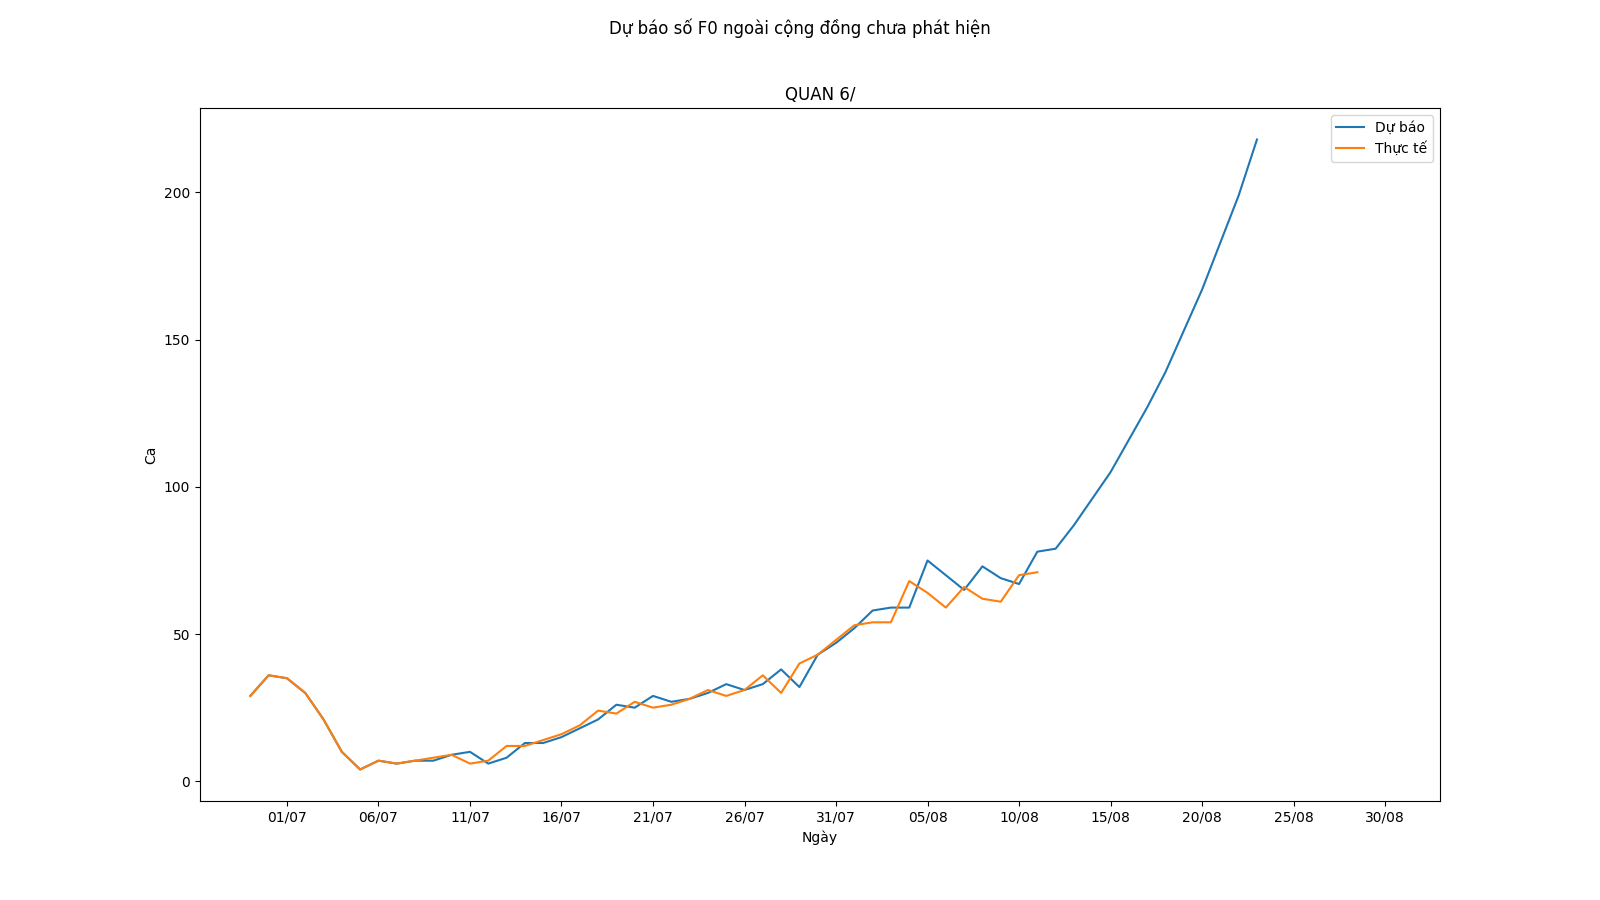 Dự báo số F0 ngoài cộng đồng chưa phát hiện
QUAN 6/
Dự báo
Thực tế
200
150
100
50
0
Ca
01/07 06/07 11/07 16/07 21/07 26/07 31/07 05/08 10/08 15/08 20/08 25/08 30/08
Ngày